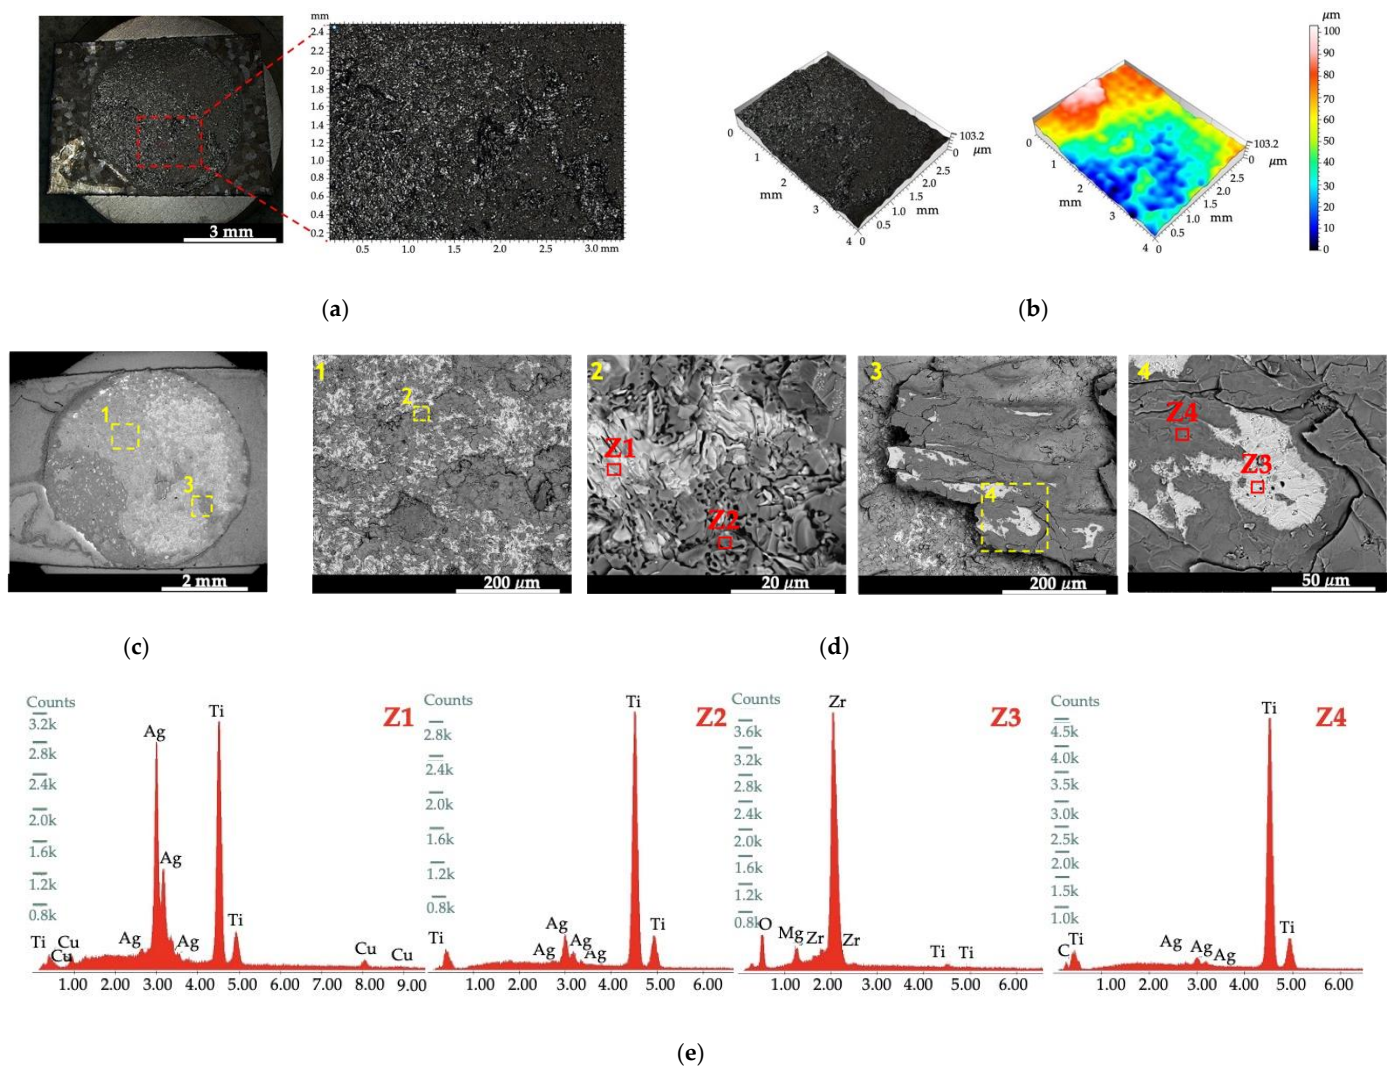 mm
2.4
2.2
2.0
1.8
1.6
1.4
1.2
1.0
0.8
0.6
0.4
0.2
0.5 1.0 1.5 2.0 2.5 3.0 mm
3 mm
0 1 2 3 4
mm
0 0.5 1.0 1.5 2.0 2.5
mm
103.2
0 μm
0 1 2 3 4
mm
0 0.5 1.0 1.5 2.0 2.5
mm
103.2
0 μm
μm
100
90
80
70
60
50
40
30
20
10
0
(a)
(b)
1
3
2 mm
1
2
200 μm
2
Z1
Z2
20 μm
3
4
200 μm
4
Z4
Z3
50 μm
(c)
(d)
Counts
3.2k
2.8k
2.4k
2.0k
1.6k
1.2k
0.8k
Z1
Ti Cu Cu Ag Ag Ag Ag Ti Ti Cu Cu
1.00 2.00 3.00 4.00 5.00 6.00 7.00 8.00 9.00
Counts
2.8k
2.4k
2.0k
1.6k
1.2k
0.8k
Z2
Ti Ag Ag Ag Ag Ti Ti
1.00 2.00 3.00 4.00 5.00 6.00
Counts
3.6k
3.2k
2.8k
2.4k
2.0k
1.6k
1.2k
0.8k
Z3
O Mg Zr Zr Zr Ti Ti
1.00 2.00 3.00 4.00 5.00 6.00
Counts
4.5k
4.0k
3.5k
3.0k
2.5k
2.0k
1.5k
1.0k
Z4
C Ti Ag Ag Ag Ti Ti
1.00 2.00 3.00 4.00 5.00 6.00
(e)